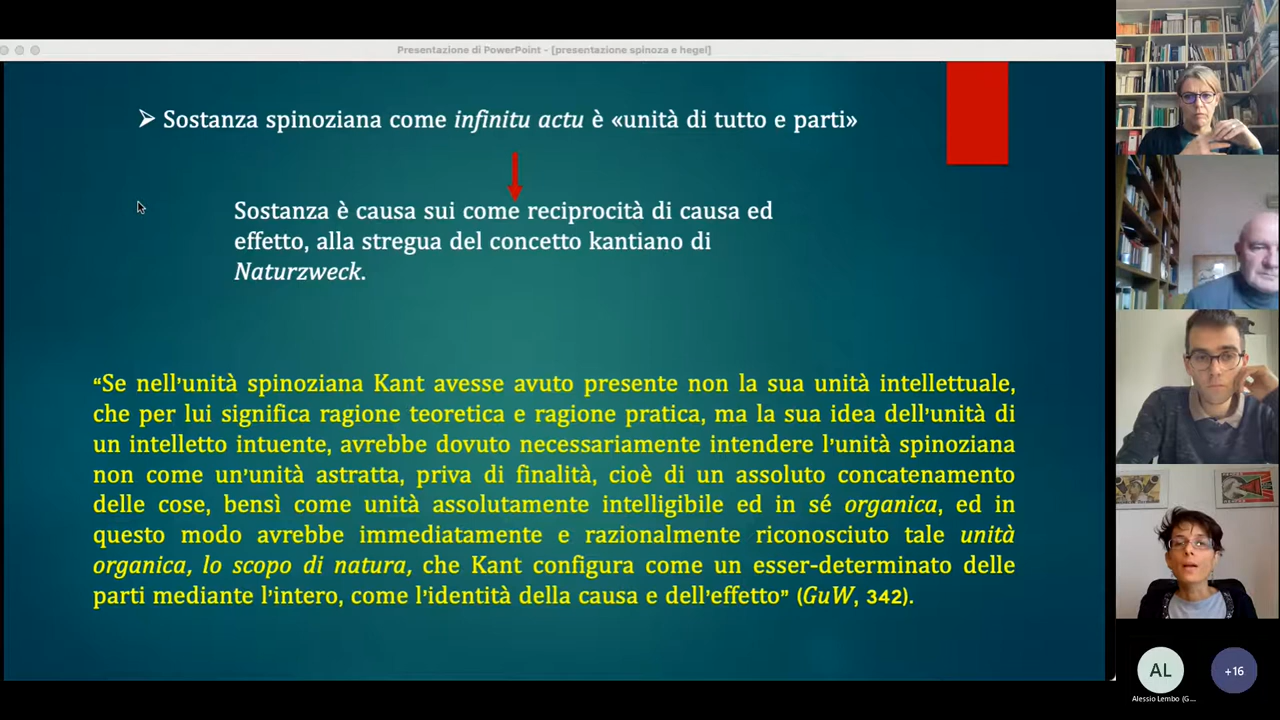 Presentazione di PowerPoint - [presentazione spinoza e hegel]
➢ Sostanza spinoziana come infinitu actu è «unità di tutto e parti»
Sostanza è causa sui come reciprocità di causa ed
effetto, alla stregua del concetto kantiano di
Naturzweck.
“Se nell’unità spinoziana Kant avesse avuto presente non la sua unità intellettuale,
che per lui significa ragione teoretica e ragione pratica, ma la sua idea dell’unità di
un intelletto intuente, avrebbe dovuto necessariamente intendere l’unità spinoziana
non come un’unità astratta, priva di finalità, cioè di un assoluto concatenamento
delle cose, bensì come unità assolutamente intelligibile ed in sé organica, ed in
questo modo avrebbe immediatamente e razionalmente riconosciuto tale unità
organica, lo scopo di natura, che Kant configura come un esser-determinato delle
parti mediante l’intero, come l’identità della causa e dell’effetto” (GuW, 342).
AL
+16
Alessio Lembo (G...